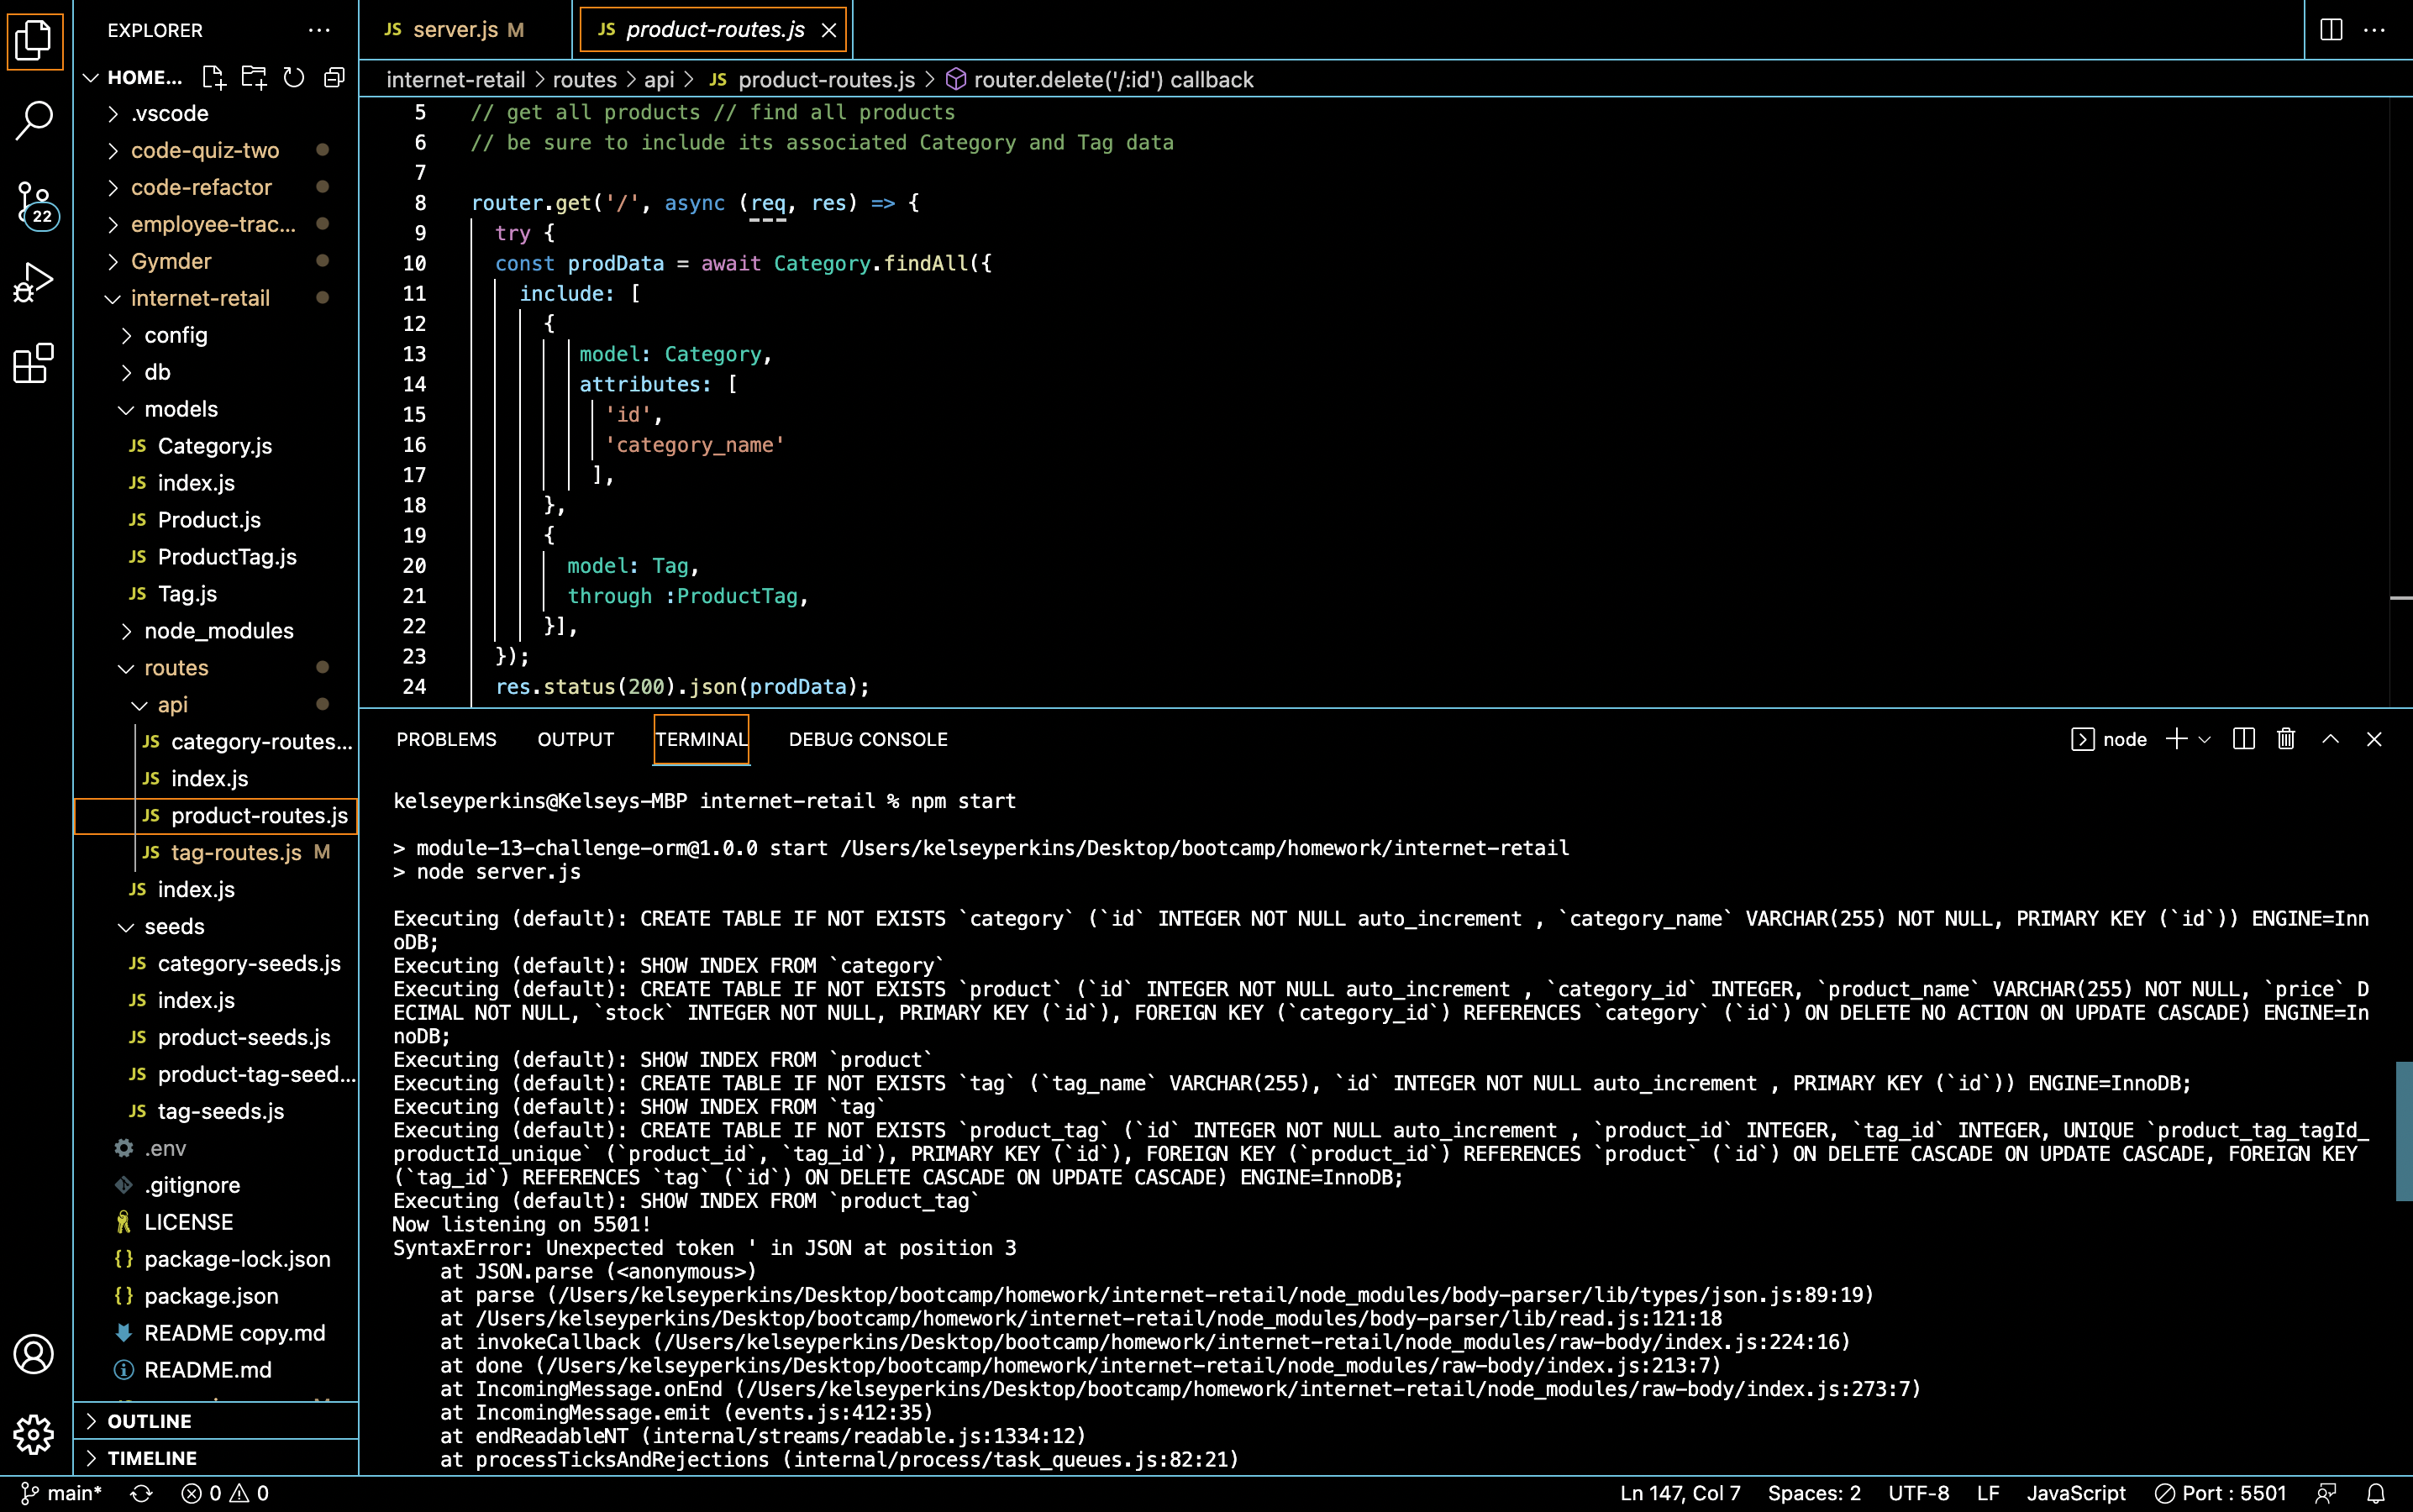 EXPLORER
HOME...
.vscode
code-quiz-two
code-refactor
employee-trac...
Gymder
internet-retail
config
db
models
JS Category.js
JS index.js
JS Product.js
JS ProductTag.js
JS Tag.js
node_modules
routes
api
JS category-routes...
JS index.js
JS product-routes.js
JS tag-routes.js M
JS index.js
seeds
JS category-seeds.js
JS index.js
JS product-seeds.js
JS product-tag-seed...
JS tag-seeds.js
.env
.gitignore
LICENSE
{} package-lock.json
{} package.json
README copy.md
README.md
OUTLINE
TIMELINE
22
JS server.js M
JS product-routes.js
internet-retail > routes > api > JS product-routes.js > router.delete('/:id') callback
5 // get all products // find all products
6 // be sure to include its associated Category and Tag data
7
8 router.get('/', async (req, res) => {
9 try {
10 const prodData = await Category.findAll({
11 include: [
12 {
13 model: Category,
14 attributes: [
15 'id',
16 'category_name'
17 ],
18 },
19 {
20 model: Tag,
21 through :ProductTag,
22 }],
23 });
24 res.status(200).json(prodData);
PROBLEMS OUTPUT TERMINAL DEBUG CONSOLE
node
kelseyperkins@Kelseys-MBP internet-retail % npm start
> module-13-challenge-orm@1.0.0 start /Users/kelseyperkins/Desktop/bootcamp/homework/internet-retail
> node server.js
Executing (default): CREATE TABLE IF NOT EXISTS `category` (`id` INTEGER NOT NULL auto_increment , `category_name` VARCHAR(255) NOT NULL, PRIMARY KEY (`id`)) ENGINE=Inn
oDB;
Executing (default): SHOW INDEX FROM `category`
Executing (default): CREATE TABLE IF NOT EXISTS `product` (`id` INTEGER NOT NULL auto_increment , `category_id` INTEGER, `product_name` VARCHAR(255) NOT NULL, `price` D
ECIMAL NOT NULL, `stock` INTEGER NOT NULL, PRIMARY KEY (`id`), FOREIGN KEY (`category_id`) REFERENCES `category` (`id`) ON DELETE NO ACTION ON UPDATE CASCADE) ENGINE=In
noDB;
Executing (default): SHOW INDEX FROM `product`
Executing (default): CREATE TABLE IF NOT EXISTS `tag` (`tag_name` VARCHAR(255), `id` INTEGER NOT NULL auto_increment , PRIMARY KEY (`id`)) ENGINE=InnoDB;
Executing (default): SHOW INDEX FROM `tag`
Executing (default): CREATE TABLE IF NOT EXISTS `product_tag` (`id` INTEGER NOT NULL auto_increment , `product_id` INTEGER, `tag_id` INTEGER, UNIQUE `product_tag_tagId_
productId_unique` (`product_id`, `tag_id`), PRIMARY KEY (`id`), FOREIGN KEY (`product_id`) REFERENCES `product` (`id`) ON DELETE CASCADE ON UPDATE CASCADE, FOREIGN KEY
(`tag_id`) REFERENCES `tag` (`id`) ON DELETE CASCADE ON UPDATE CASCADE) ENGINE=InnoDB;
Executing (default): SHOW INDEX FROM `product_tag`
Now listening on 5501!
SyntaxError: Unexpected token ' in JSON at position 3
at JSON.parse (<anonymous>)
at parse (/Users/kelseyperkins/Desktop/bootcamp/homework/internet-retail/node_modules/body-parser/lib/types/json.js:89:19)
at /Users/kelseyperkins/Desktop/bootcamp/homework/internet-retail/node_modules/body-parser/lib/read.js:121:18
at invokeCallback (/Users/kelseyperkins/Desktop/bootcamp/homework/internet-retail/node_modules/raw-body/index.js:224:16)
at done (/Users/kelseyperkins/Desktop/bootcamp/homework/internet-retail/node_modules/raw-body/index.js:213:7)
at IncomingMessage.onEnd (/Users/kelseyperkins/Desktop/bootcamp/homework/internet-retail/node_modules/raw-body/index.js:273:7)
at IncomingMessage.emit (events.js:412:35)
at endReadableNT (internal/streams/readable.js:1334:12)
at processTicksAndRejections (internal/process/task_queues.js:82:21)
main* 0 0 Ln 147, Col 7 Spaces: 2 UTF-8 LF JavaScript Port : 5501